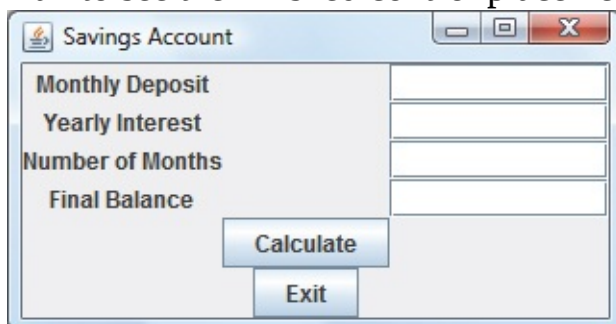 Savings Account
Monthly Deposit
Yearly Interest
Number of Months
Final Balance
Calculate
Exit